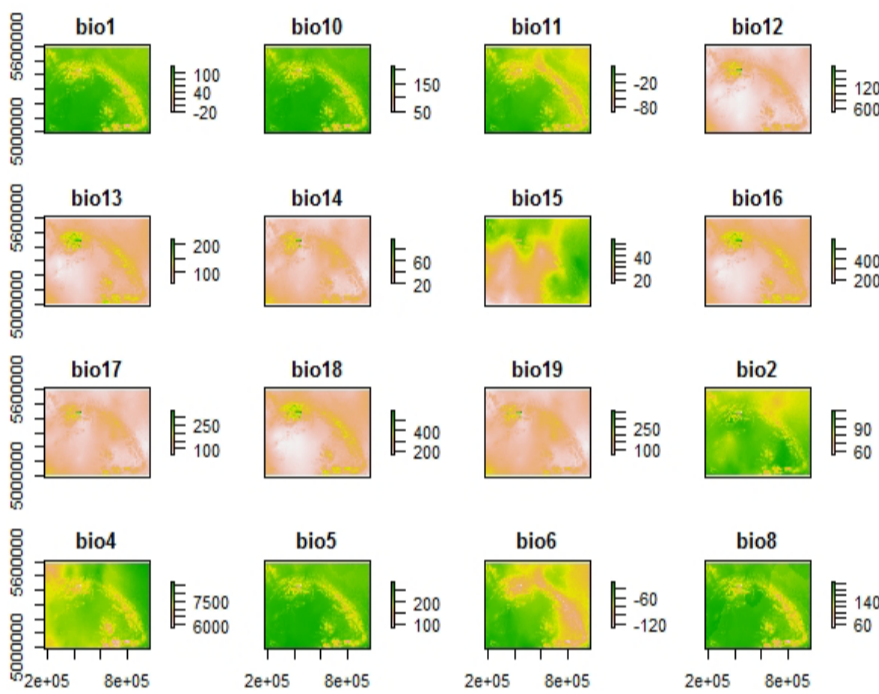 bio1 bio10 bio11 bio12
5000000 5600000 100 40 -20 150 50 -20 -80 120 600
bio13 bio14 bio15 bio16
5000000 5600000 200 100 60 20 40 20 400 200
bio17 bio18 bio19 bio2
5000000 5600000 250 100 400 200 250 100 90 60
bio4 bio5 bio6 bio8
5000000 5600000 7500 6000 200 100 -60 -120 140 60
2e+05 8e+05 2e+05 8e+05 2e+05 8e+05 2e+05 8e+05